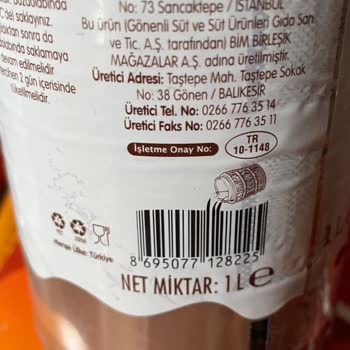 No: 73 Sancaktepe / İSTANBUL
Bu ürün (Gönenli Süt ve Süt Ürünleri Gıda San
ve Tic. A.Ş. tarafından) BİM BİRLEŞİK
MAĞAZALAR A.Ş. adına üretilmiştir.
Üretici Adresi: Taştepe Mah. Taştepe Sokak
No: 38 Gönen / BALIKESİR
Üretici Tel. No: 0266 776 35 14
Üretici Faks No: 0266 776 35 11
°C'de saklayınız.
sonra da
saklamaya
devam edilmelidir
2 gün içerisinde
tüketilmelidir.
İşletme Onay No:
TR
10-1148
Menşe Ülke: Türkiye
8 695077 128225
NET MİKTAR: 1L e